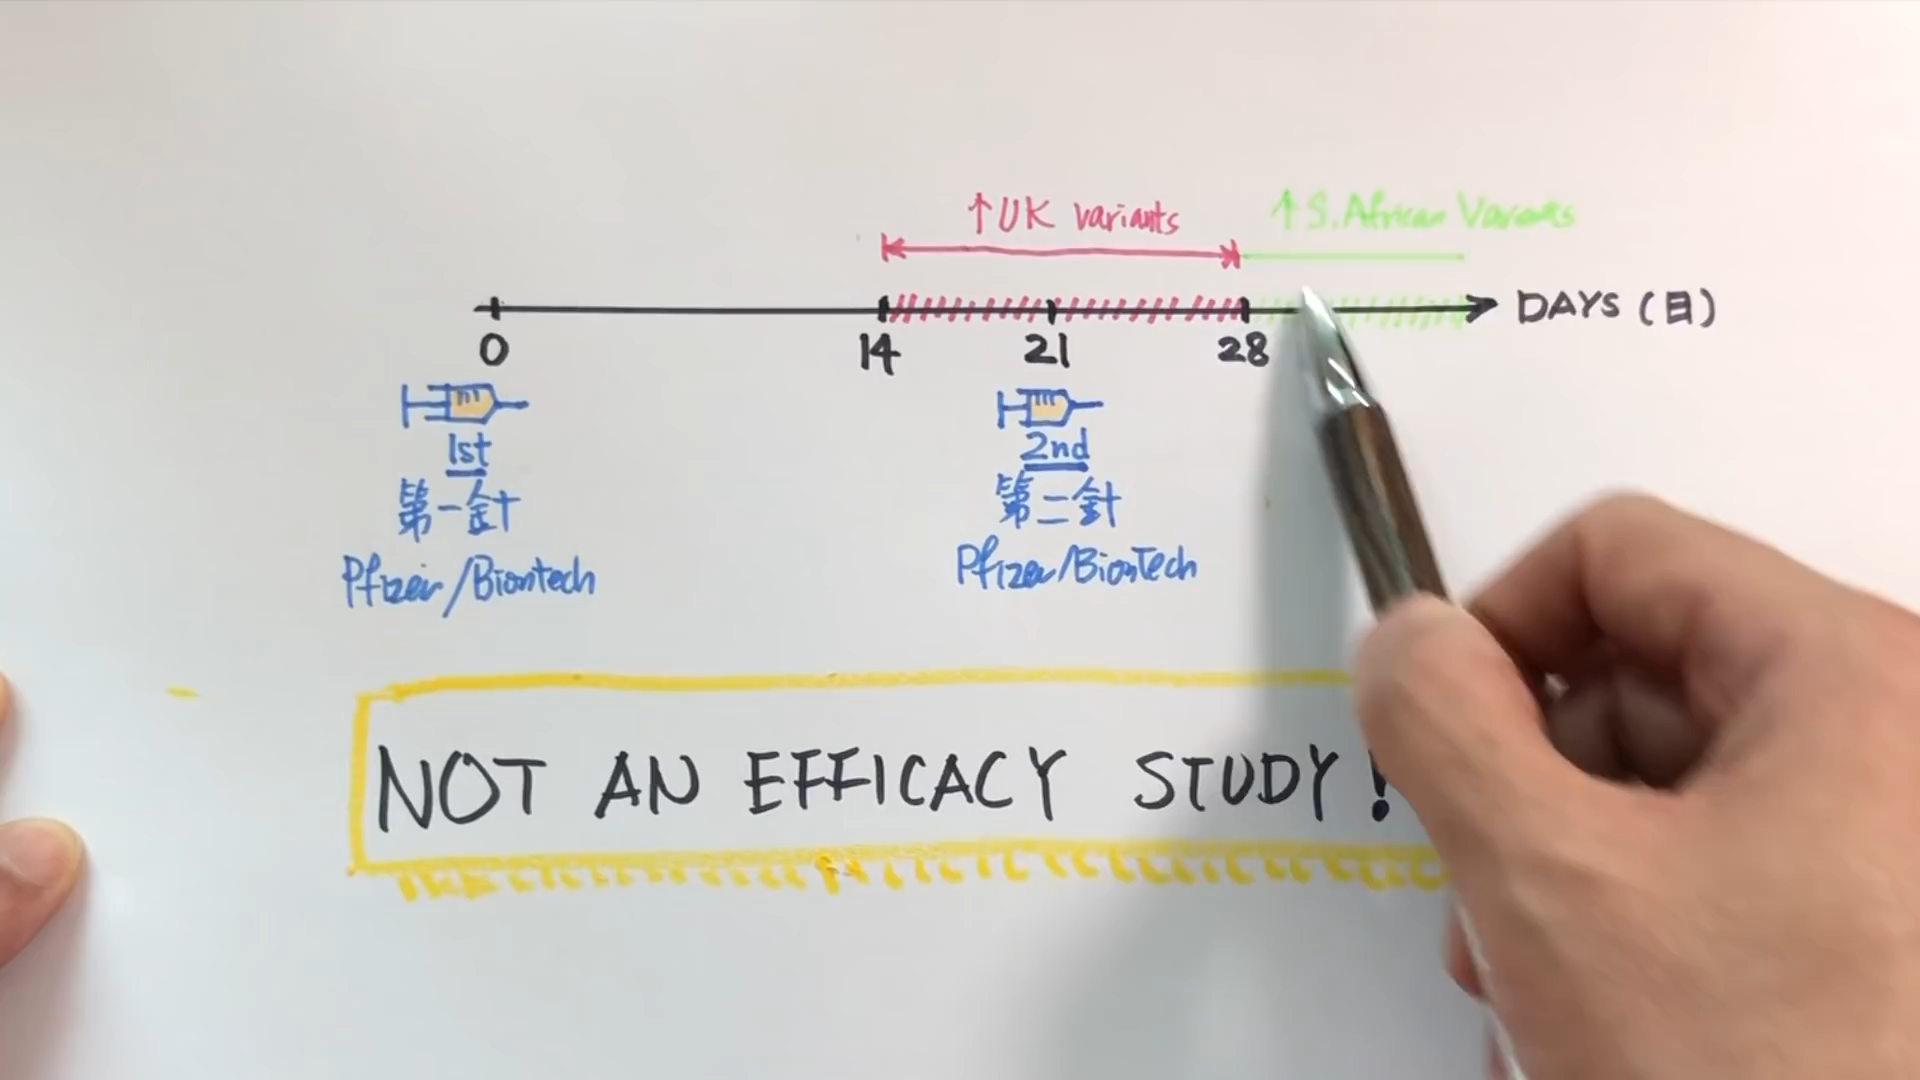 ↑UK variants
↑S.African Variants
DAYS (日)
0
14
21
28
1st
第一針
Pfizer/Biontech
2nd
第二針
Pfizer/BionTech
NOT AN EFFICACY STUDY!